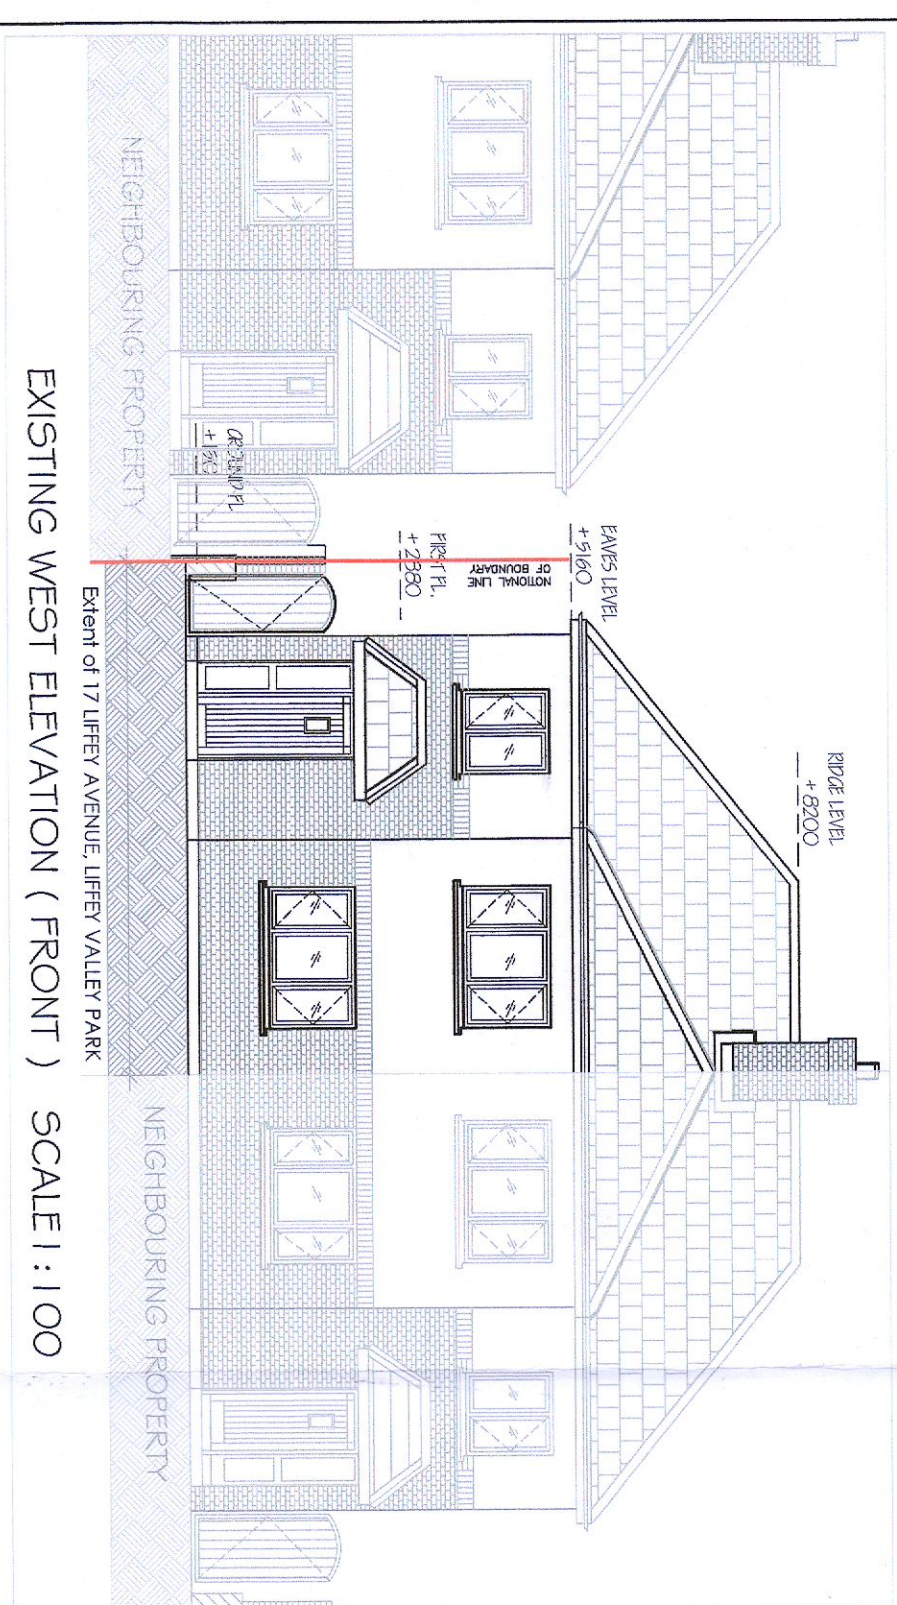 RIDGE LEVEL
+8200
EAVES LEVEL
+5160
NOTIONAL LINE
OF BOUNDARY
FIRST FL.
+2880
GROUND FL
+150
NEIGHBOURING PROPERTY
Extent of 17 LIFFEY AVENUE, LIFFEY VALLEY PARK
NEIGHBOURING PROPERTY
EXISTING WEST ELEVATION ( FRONT ) SCALE 1:100